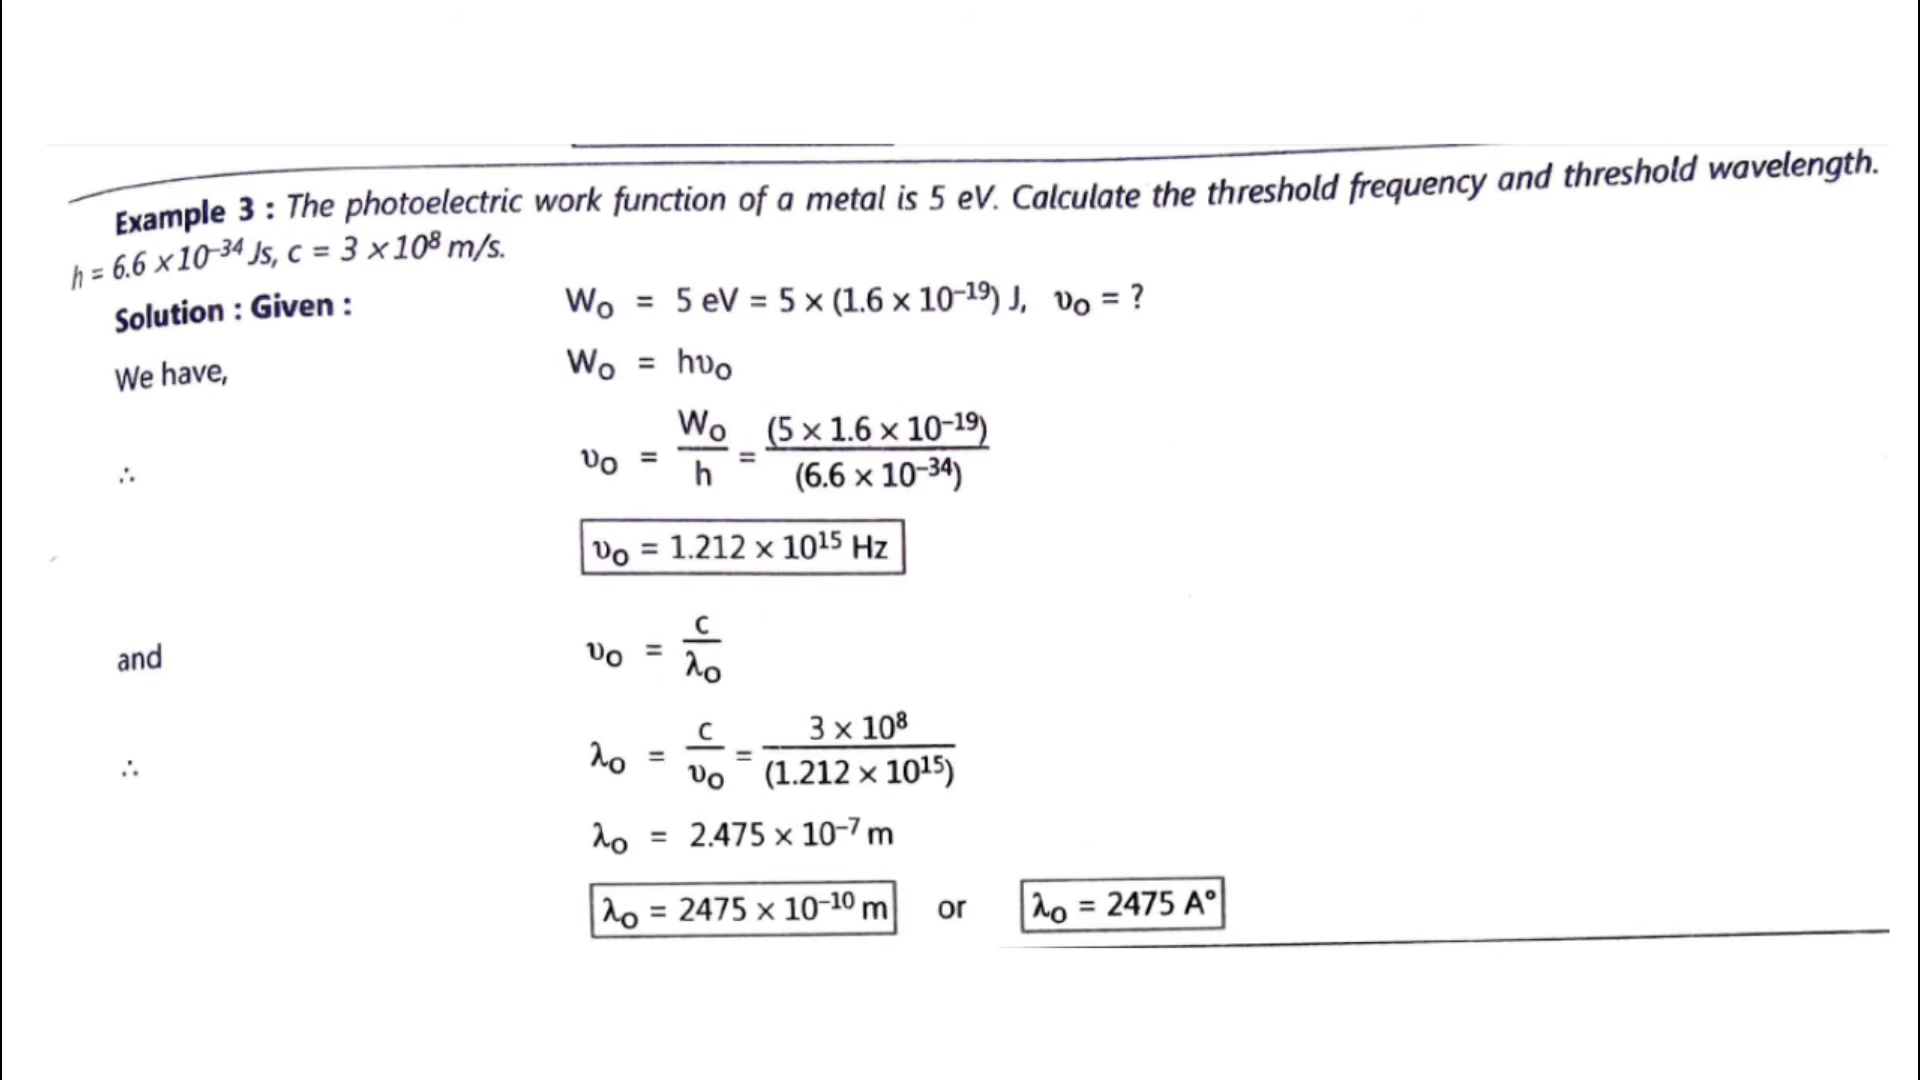 Example 3 : The photoelectric work function of a metal is 5 eV. Calculate the threshold frequency and threshold wavelength.
h = 6.6 × 10⁻³⁴ Js, c = 3 × 10⁸ m/s.
Solution : Given : W₀ = 5 eV = 5 × (1.6 × 10⁻¹⁹) J, υ₀ = ?
We have, W₀ = hυ₀
∴ υ₀ = W₀/h = (5 × 1.6 × 10⁻¹⁹)/(6.6 × 10⁻³⁴)
υ₀ = 1.212 × 10¹⁵ Hz
and υ₀ = c/λ₀
∴ λ₀ = c/υ₀ = 3 × 10⁸/(1.212 × 10¹⁵)
λ₀ = 2.475 × 10⁻⁷ m
λ₀ = 2475 × 10⁻¹⁰ m or λ₀ = 2475 A°